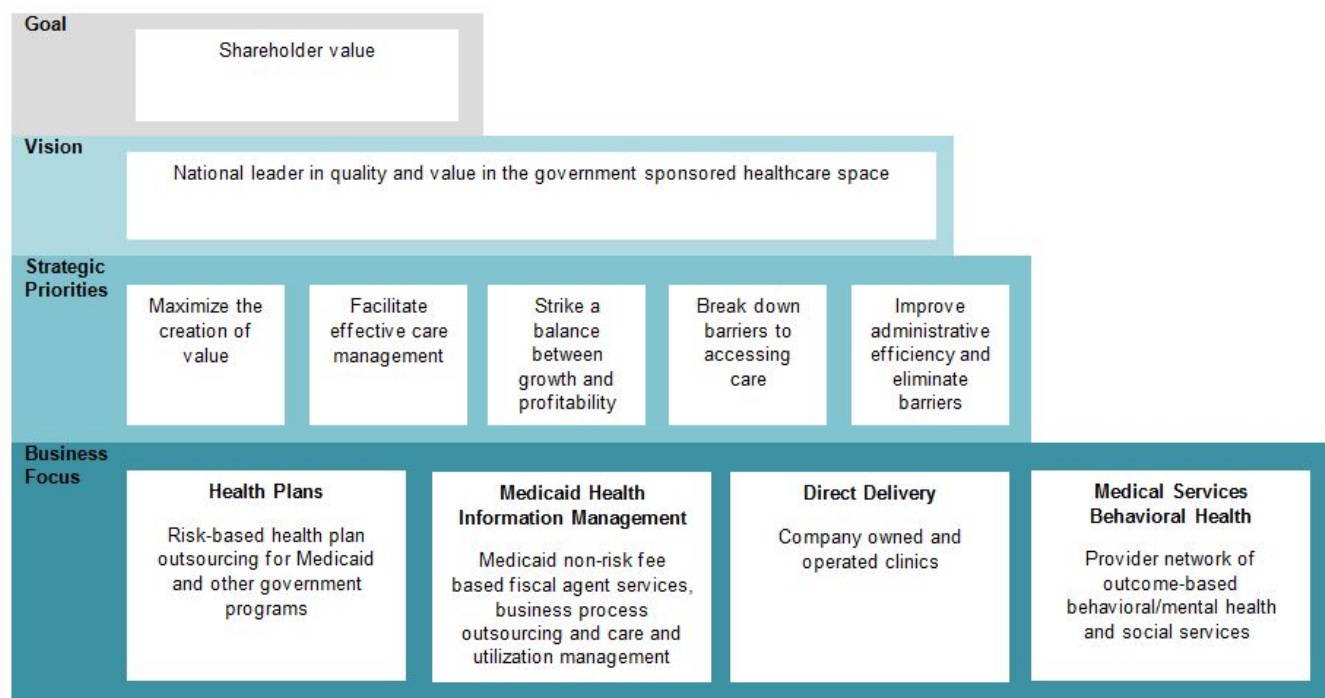 Goal
Shareholder value
Vision
National leader in quality and value in the government sponsored healthcare space
Strategic
Priorities
Maximize the
creation of
value
Facilitate
effective care
management
Strike a
balance
between
growth and
profitability
Break down
barriers to
accessing
care
Improve
administrative
efficiency and
eliminate
barriers
Business
Focus
Health Plans
Risk-based health plan
outsourcing for Medicaid
and other government
programs
Medicaid Health
Information Management
Medicaid non-risk fee
based fiscal agent services,
business process
outsourcing and care and
utilization management
Direct Delivery
Company owned and
operated clinics
Medical Services
Behavioral Health
Provider network of
outcome-based
behavioral/mental health
and social services